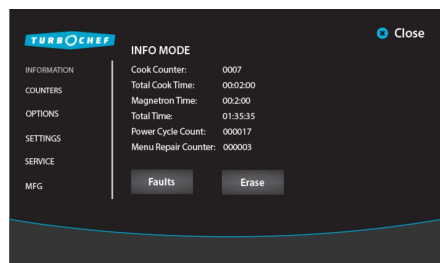 TURBOCHEF
Close
INFO MODE
INFORMATION
COUNTERS
OPTIONS
SETTINGS
SERVICE
MFG
Cook Counter: 0007
Total Cook Time: 00:02:00
Magnetron Time: 00:2:00
Total Time: 01:35:35
Power Cycle Count: 000017
Menu Repair Counter: 000003
Faults
Erase